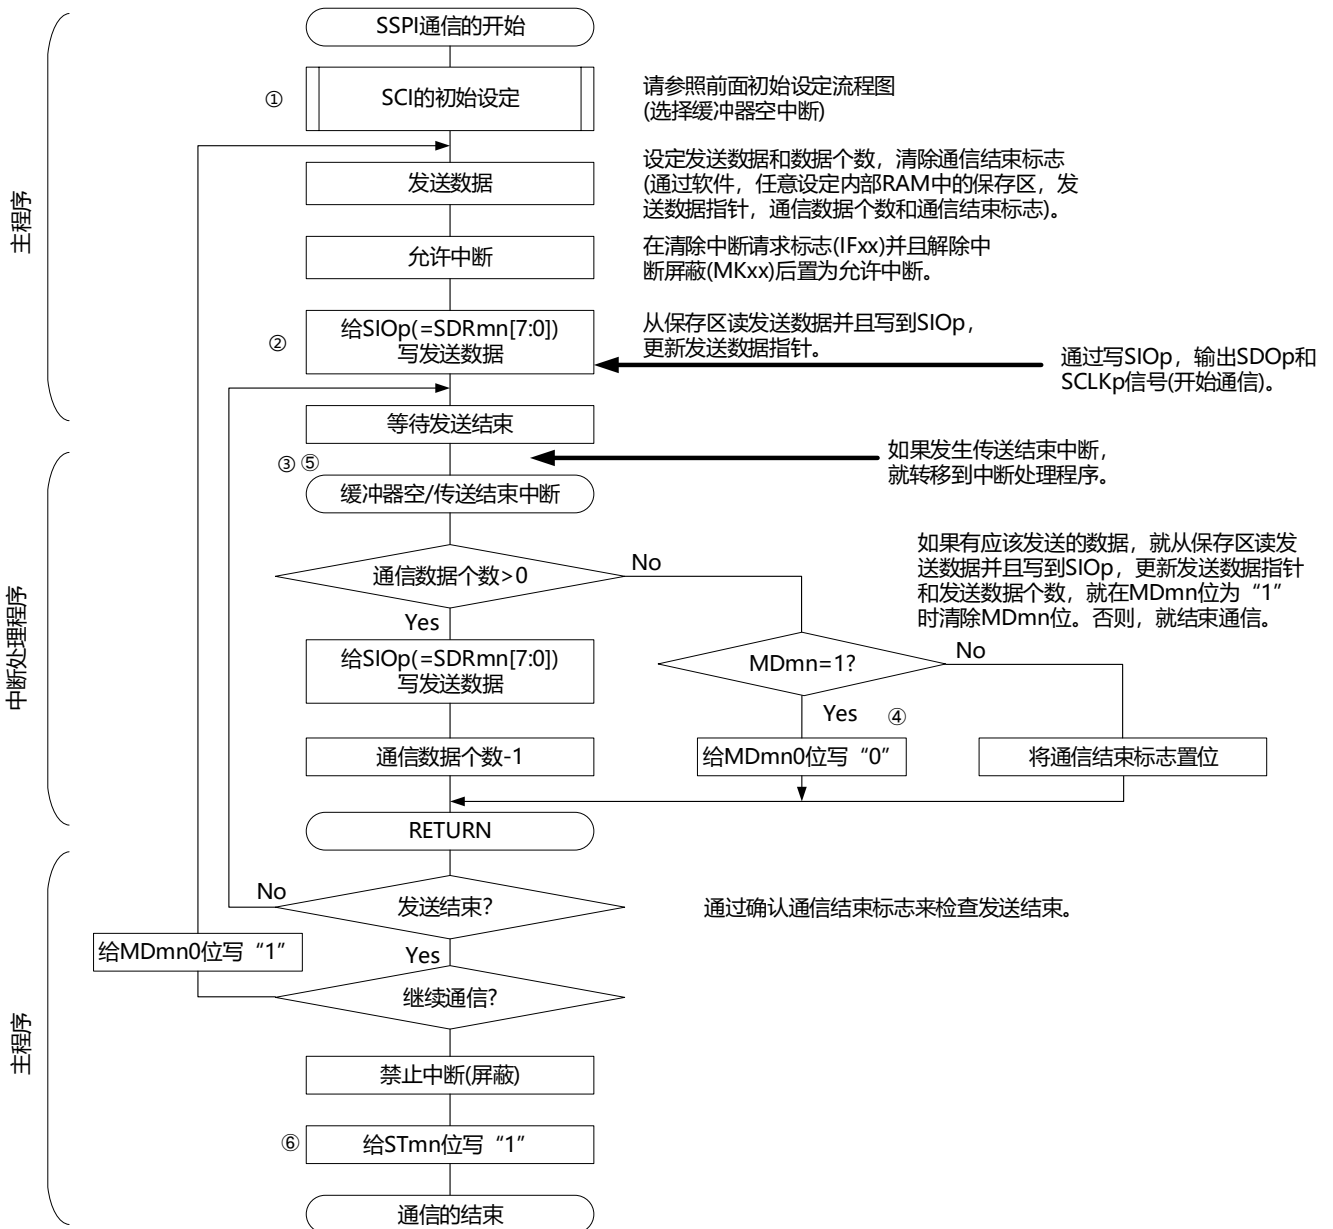 SSPI通信的开始
①
SCI的初始设定
请参照前面初始设定流程图
(选择缓冲器空中断)
主程序
发送数据
设定发送数据和数据个数，清除通信结束标志
(通过软件，任意设定内部RAM中的保存区，发
送数据指针，通信数据个数和通信结束标志)。
允许中断
在清除中断请求标志(IFxx)并且解除中
断屏蔽(MKxx)后置为允许中断。
②
给SIOp(=SDRmn[7:0])
写发送数据
从保存区读发送数据并且写到SIOp，
更新发送数据指针。
通过写SIOp，输出SDOp和
SCLKp信号(开始通信)。
等待发送结束
③ ⑤
如果发生传送结束中断，
就转移到中断处理程序。
缓冲器空/传送结束中断
中断处理程序
通信数据个数>0
No
如果有应该发送的数据，就从保存区读发
送数据并且写到SIOp，更新发送数据指针
和发送数据个数，就在MDmn位为“1”
时清除MDmn位。否则，就结束通信。
Yes
给SIOp(=SDRmn[7:0])
写发送数据
MDmn=1?
No
Yes
④
通信数据个数-1
给MDmn0位写“0”
将通信结束标志置位
RETURN
主程序
No
发送结束?
通过确认通信结束标志来检查发送结束。
给MDmn0位写“1”
Yes
继续通信?
禁止中断(屏蔽)
⑥
给STmn位写“1”
通信的结束